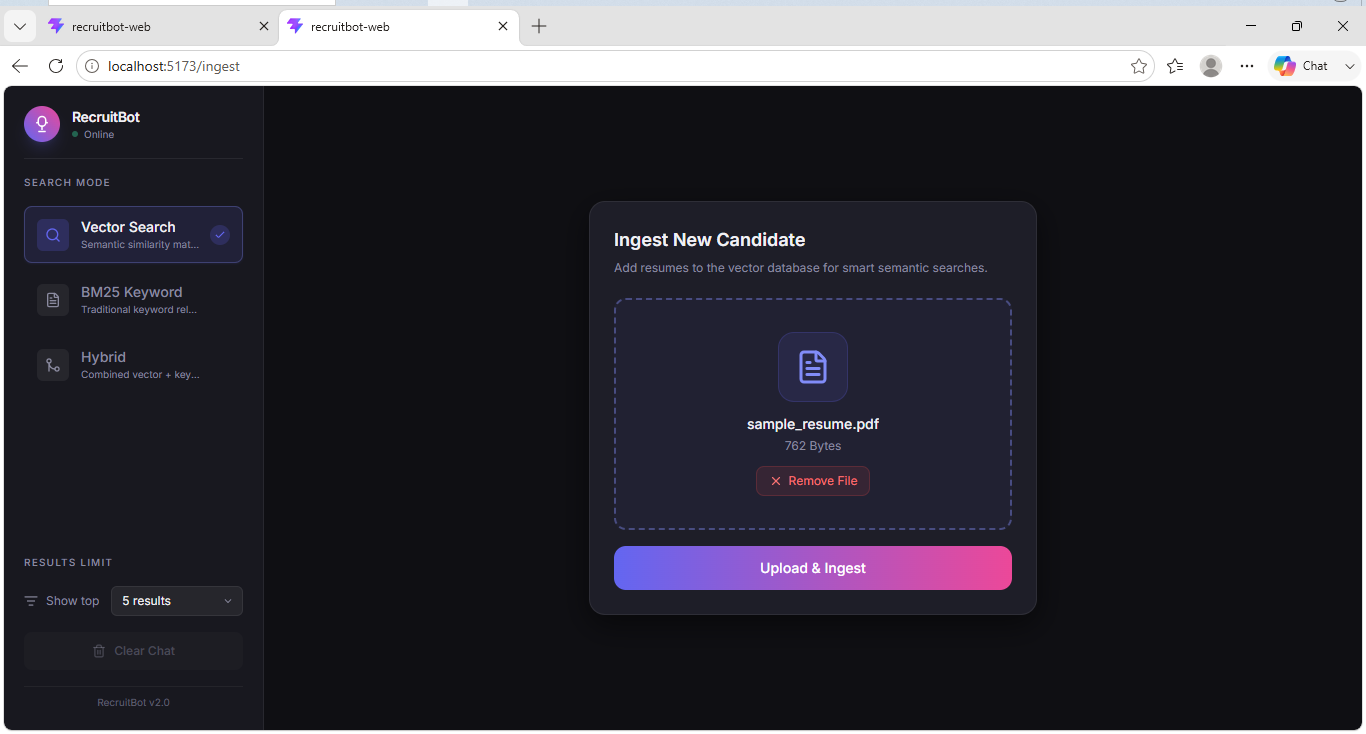 recruitbot-web
recruitbot-web
localhost:5173/ingest
Chat
RecruitBot
Online
SEARCH MODE
Vector Search
Semantic similarity mat...
BM25 Keyword
Traditional keyword rel...
Hybrid
Combined vector + key...
RESULTS LIMIT
Show top
5 results
Clear Chat
RecruitBot v2.0
Ingest New Candidate
Add resumes to the vector database for smart semantic searches.
sample_resume.pdf
762 Bytes
Remove File
Upload & Ingest